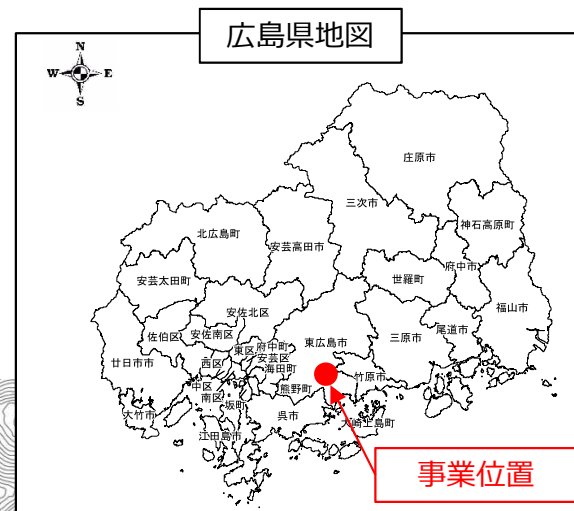 広島県地図
N
W E
S
庄原市
三次市
神石高原町
北広島町
安芸高田市
府中市
世羅町
安芸太田町
福山市
安佐北区
尾道市
安佐南区
佐伯区
東広島市
三原市
東区
府中町
安芸区
廿日市市
西区
海田町
竹原市
中区
熊野町
南区
坂町
大竹市
呉市
大崎上島町
江田島市
事業位置